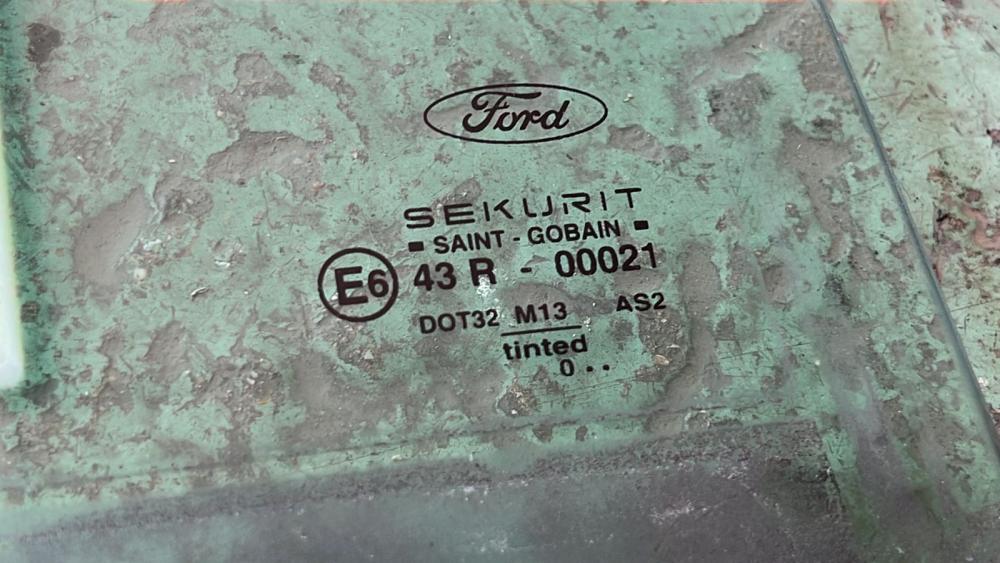 Ford
SEKURIT
▪ SAINT - GOBAIN ▪
E6 43 R - 00021
DOT32 M13 AS2
tinted
0 ..